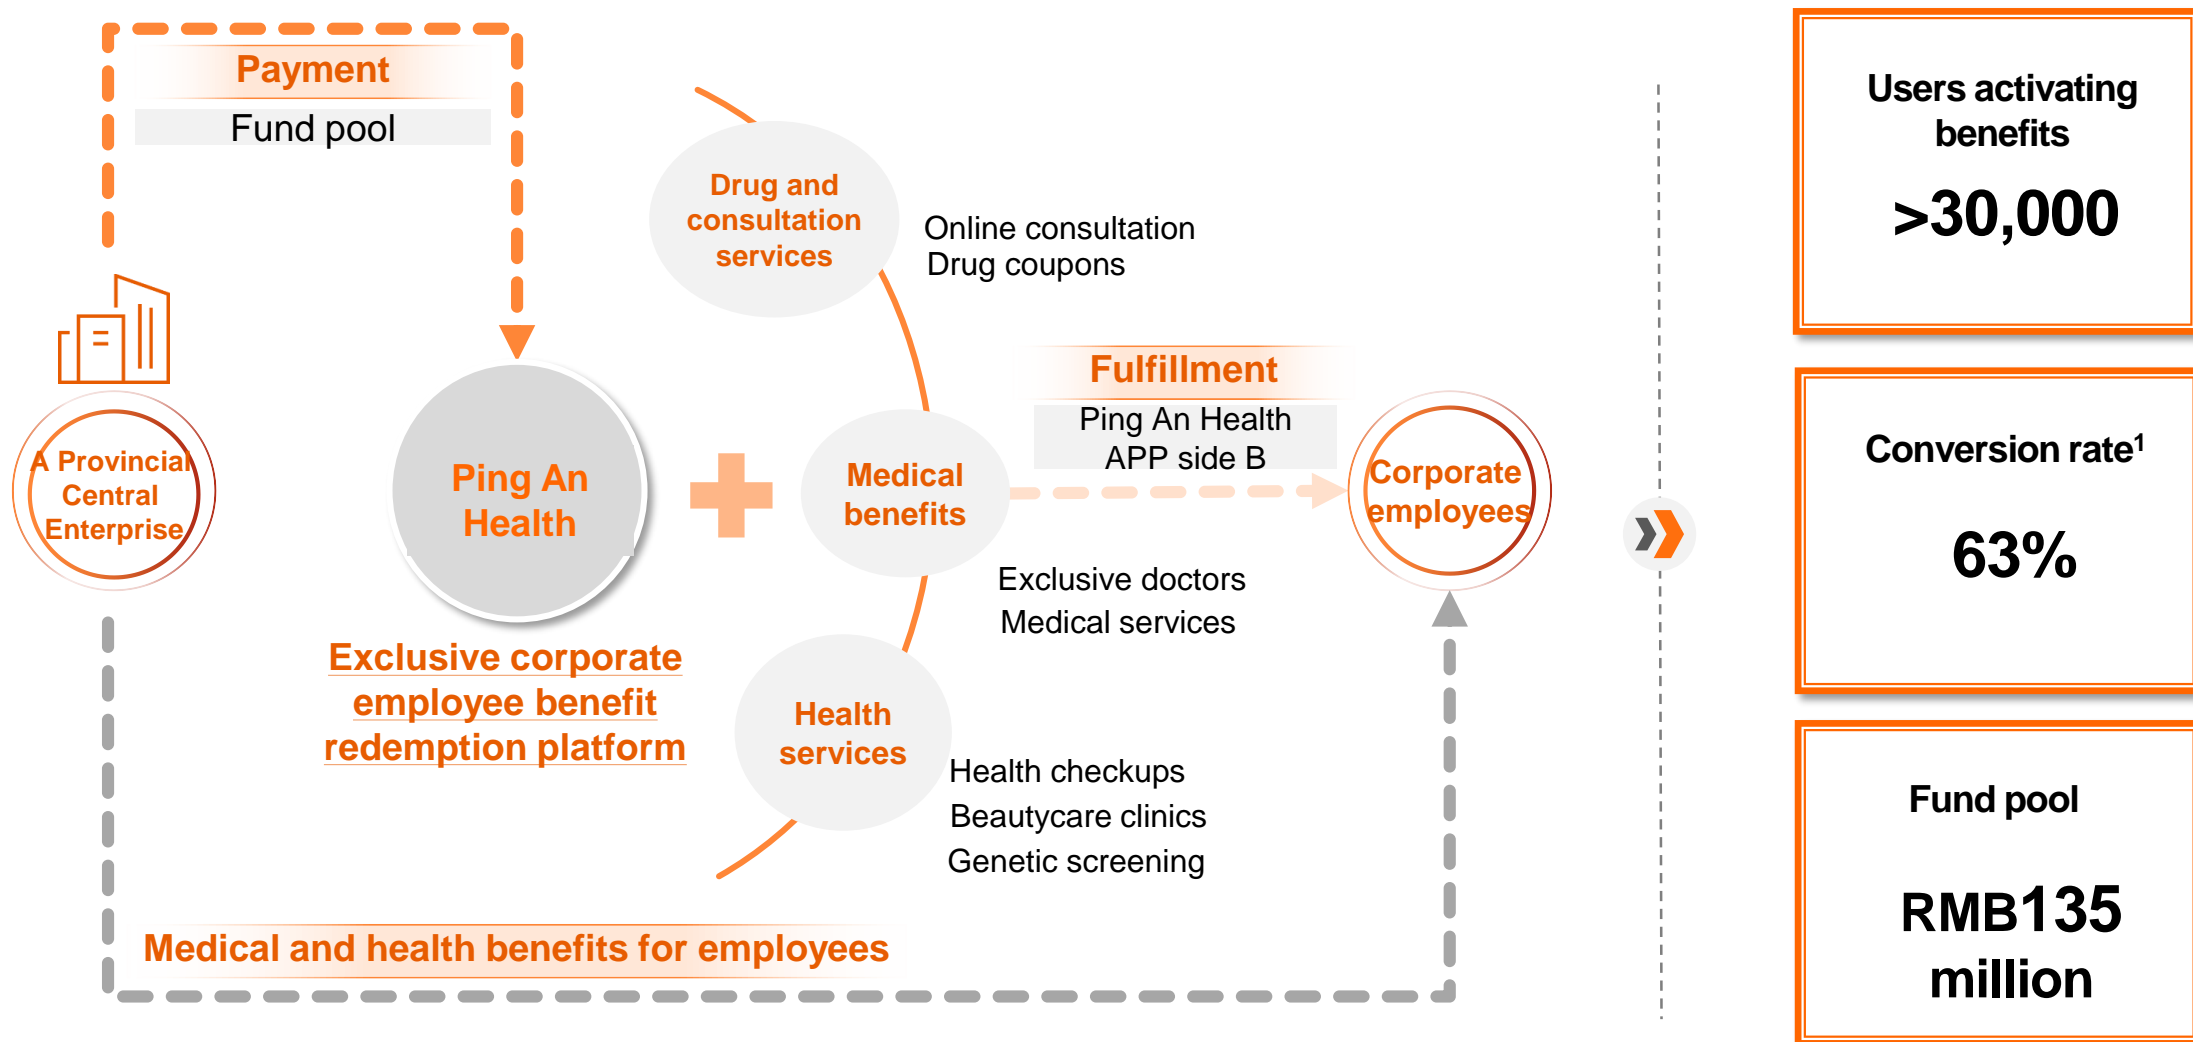 Payment
Fund pool
A Provincial
Central
Enterprise
Ping An
Health
Exclusive corporate
employee benefit
redemption platform
Drug and
consultation
services
Online consultation
Drug coupons
Medical
benefits
Exclusive doctors
Medical services
Health
services
Health checkups
Beautycare clinics
Genetic screening
Fulfillment
Ping An Health
APP side B
Corporate
employees
Medical and health benefits for employees
Users activating
benefits
>30,000
Conversion rate¹
63%
Fund pool
RMB135
million